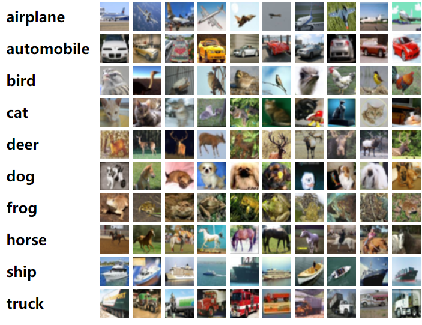 airplane
automobile
bird
cat
deer
dog
frog
horse
ship
truck